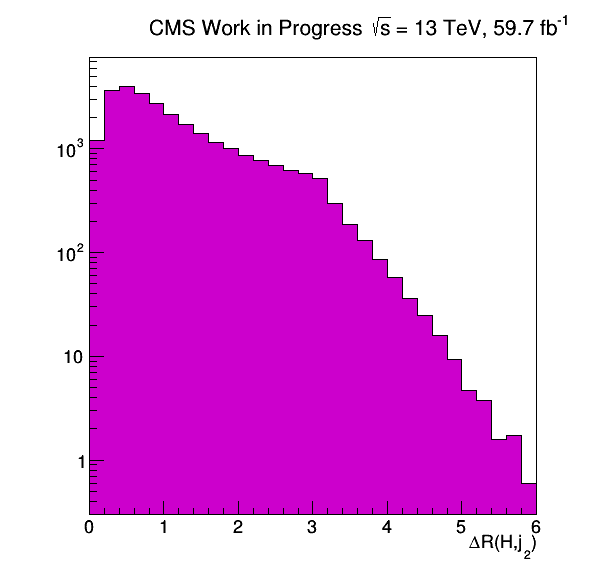 CMS Work in Progress √s = 13 TeV, 59.7 fb⁻¹
10³
10²
10
1
0 1 2 3 4 5 6
ΔR(H,j₂)